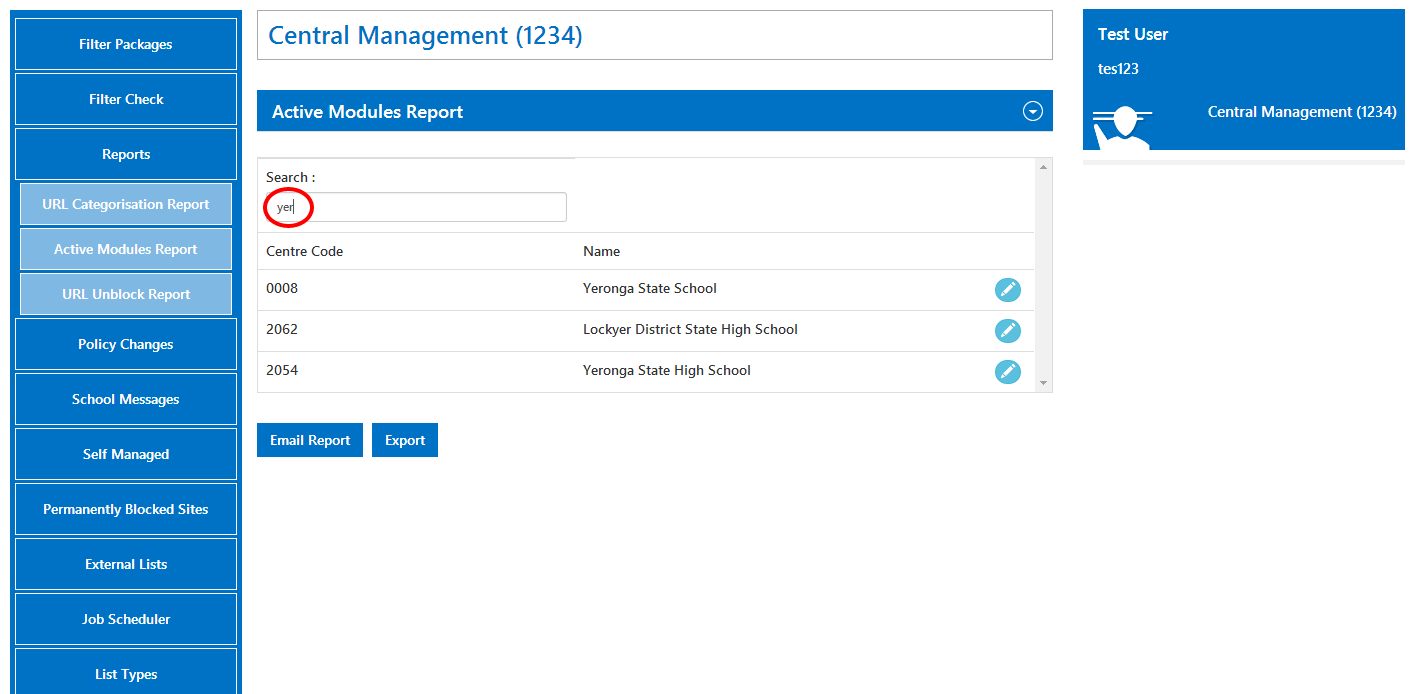 Filter Packages
Filter Check
Reports
URL Categorisation Report
Active Modules Report
URL Unblock Report
Policy Changes
School Messages
Self Managed
Permanently Blocked Sites
External Lists
Job Scheduler
List Types
Central Management (1234)
Active Modules Report
Search :
yer
Centre Code Name
0008 Yeronga State School
2062 Lockyer District State High School
2054 Yeronga State High School
Email Report Export
Test User
tes123
Central Management (1234)